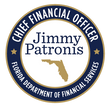 CHIEF FINANCIAL OFFICER
Jimmy
Patronis
FLORIDA DEPARTMENT OF FINANCIAL SERVICES